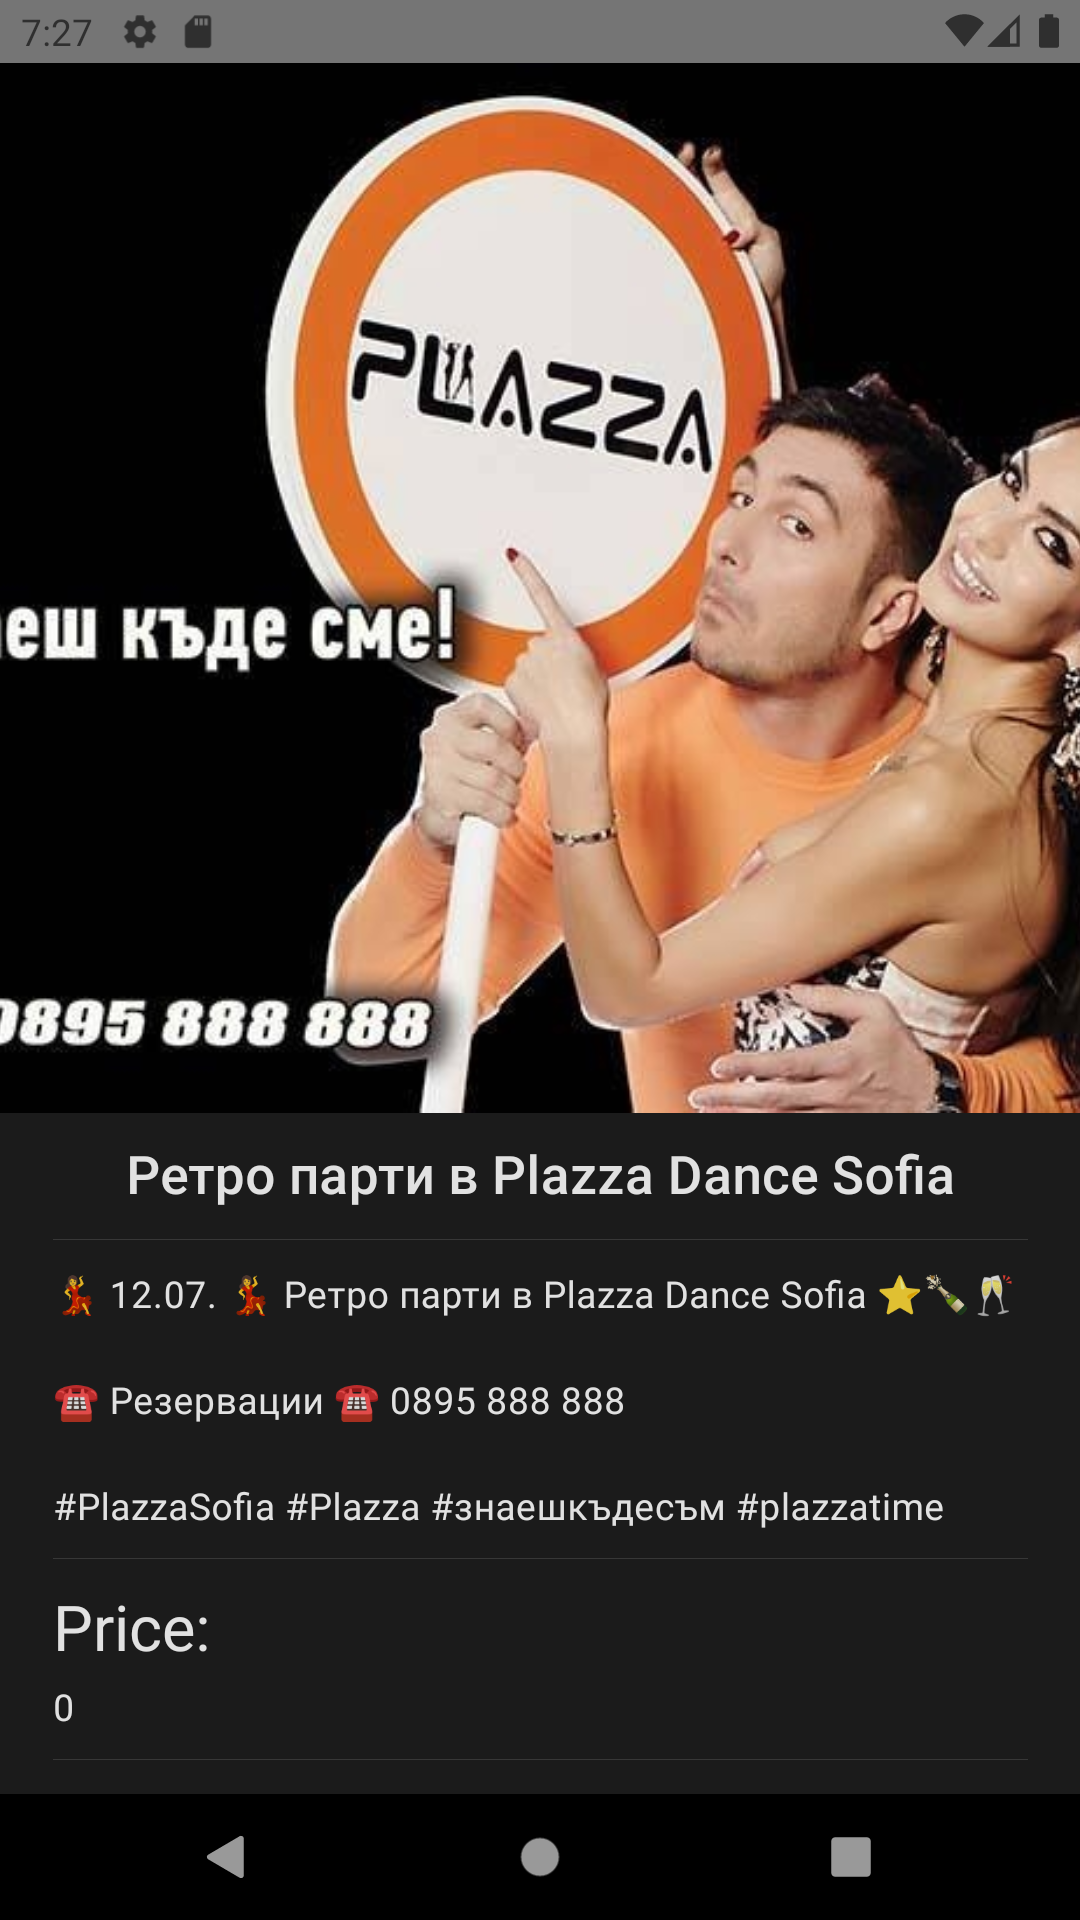 7:27
PLAZZA
еш къде сме!
0895 888 888
Ретро парти в Plazza Dance Sofia
💃 12.07. 💃 Ретро парти в Plazza Dance Sofia ⭐🍾🥂
☎️ Резервации ☎️ 0895 888 888
#PlazzaSofia #Plazza #знаешкъдесъм #plazzatime
Price:
0